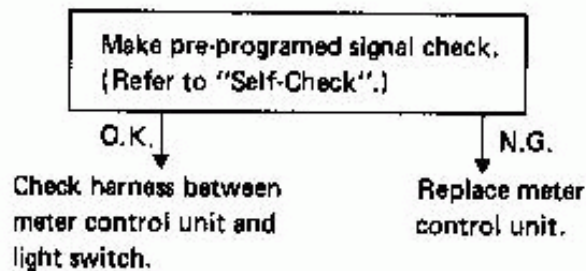 Make pre-programed signal check.
(Refer to "Self-Check".)
O.K.
N.G.
Check harness between
meter control unit and
light switch.
Replace meter
control unit.